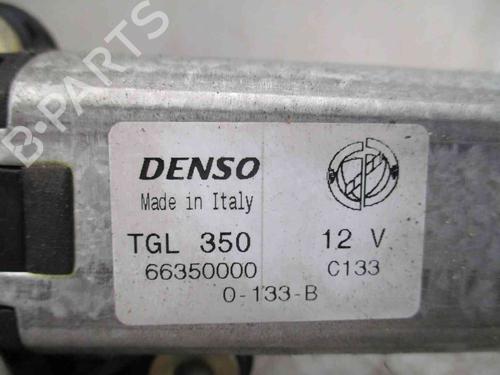 B-PARTS
DENSO
Made in Italy
TGL 350 12 V
66350000 C133
0-133-B